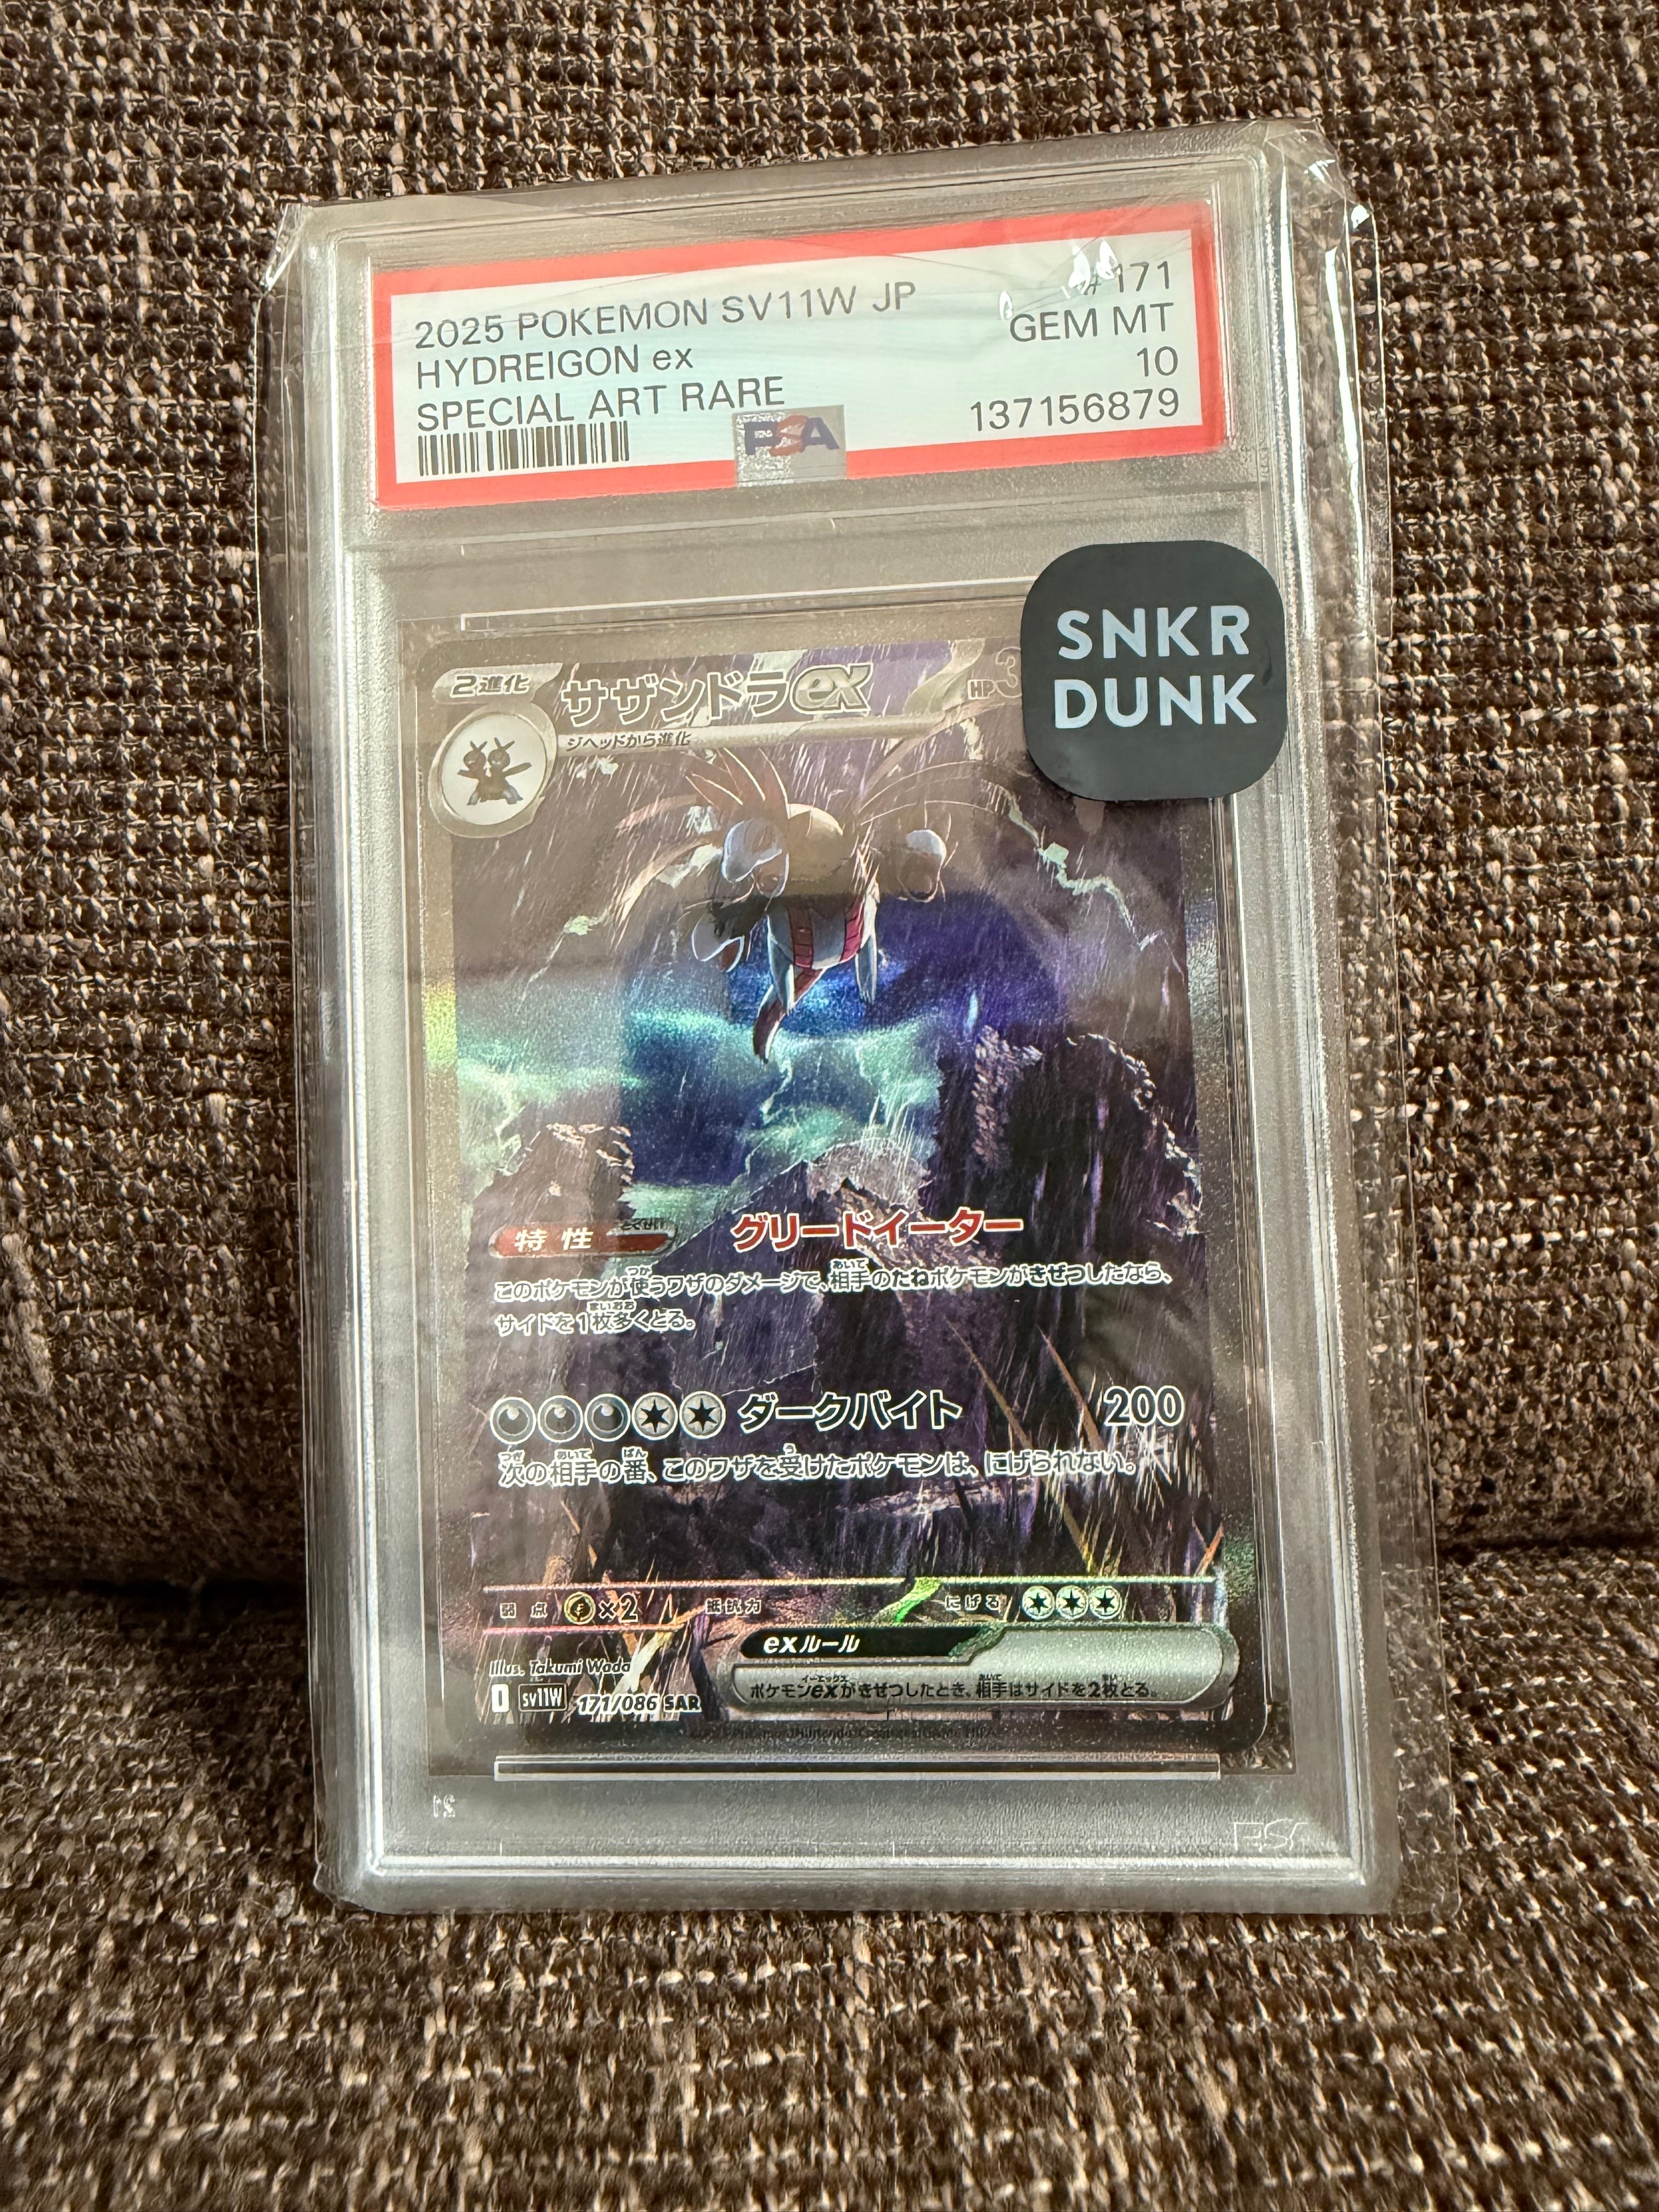 2025 POKEMON SV11W JP #171
HYDREIGON ex GEM MT
SPECIAL ART RARE 10
137156879
PSA
SNKR
DUNK
2進化 サザンドラex HP
ジヘッドから進化
特性 グリードイーター
このポケモンが使うワザのダメージで、相手のたねポケモンがきぜつしたなら、
サイドを1枚多くとる。
ダークバイト 200
次の相手の番、このワザを受けたポケモンは、にげられない。
弱点 ×2 抵抗力 にげる
exルール
ポケモンexがきぜつしたとき、相手はサイドを2枚とる。
Illus. Takumi Wada
D sv11W 171/086 SAR